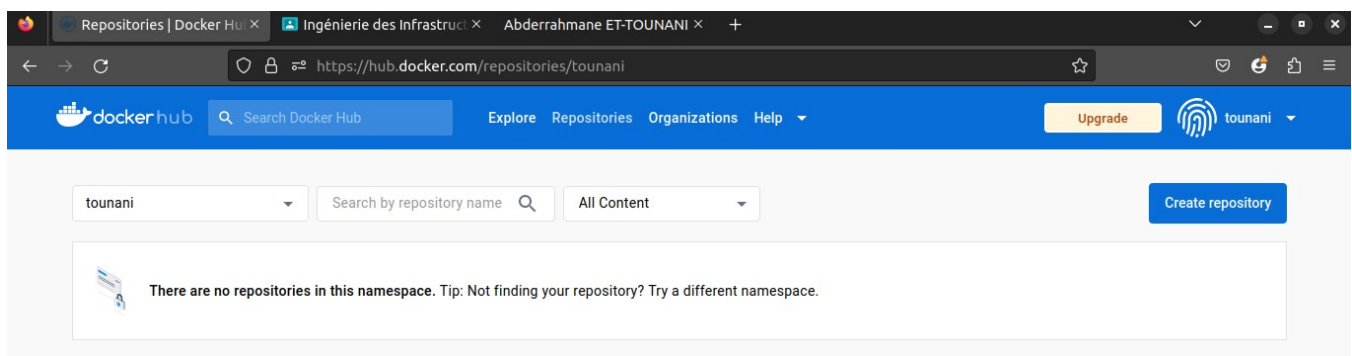 Repositories | Docker Hu
Ingénierie des Infrastruct
Abderrahmane ET-TOUNANI
https://hub.docker.com/repositories/tounani
dockerhub
Search Docker Hub
Explore
Repositories
Organizations
Help
Upgrade
tounani
tounani
Search by repository name
All Content
Create repository
There are no repositories in this namespace. Tip: Not finding your repository? Try a different namespace.